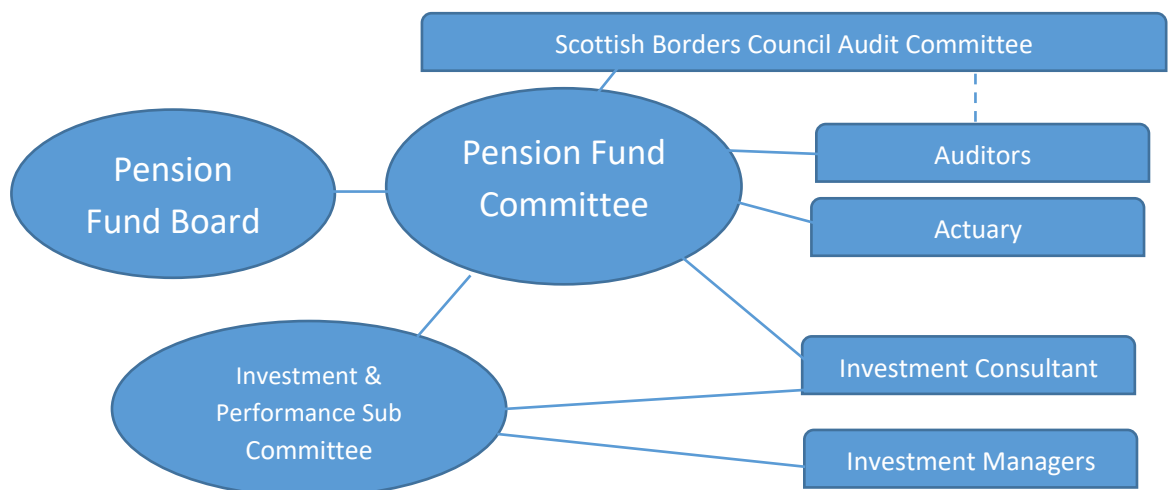 Scottish Borders Council Audit Committee
Pension
Fund Board
Pension Fund
Committee
Auditors
Actuary
Investment &
Performance Sub
Committee
Investment Consultant
Investment Managers